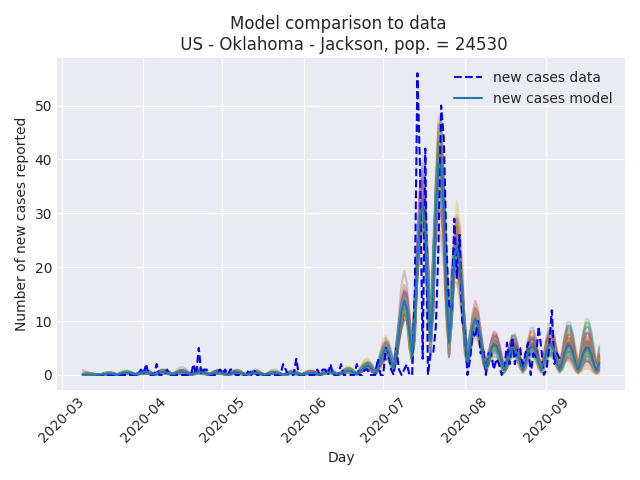 Model comparison to data
US - Oklahoma - Jackson, pop. = 24530
new cases data
new cases model
Number of new cases reported
50
40
30
20
10
0
2020-03
2020-04
2020-05
2020-06
2020-07
2020-08
2020-09
Day